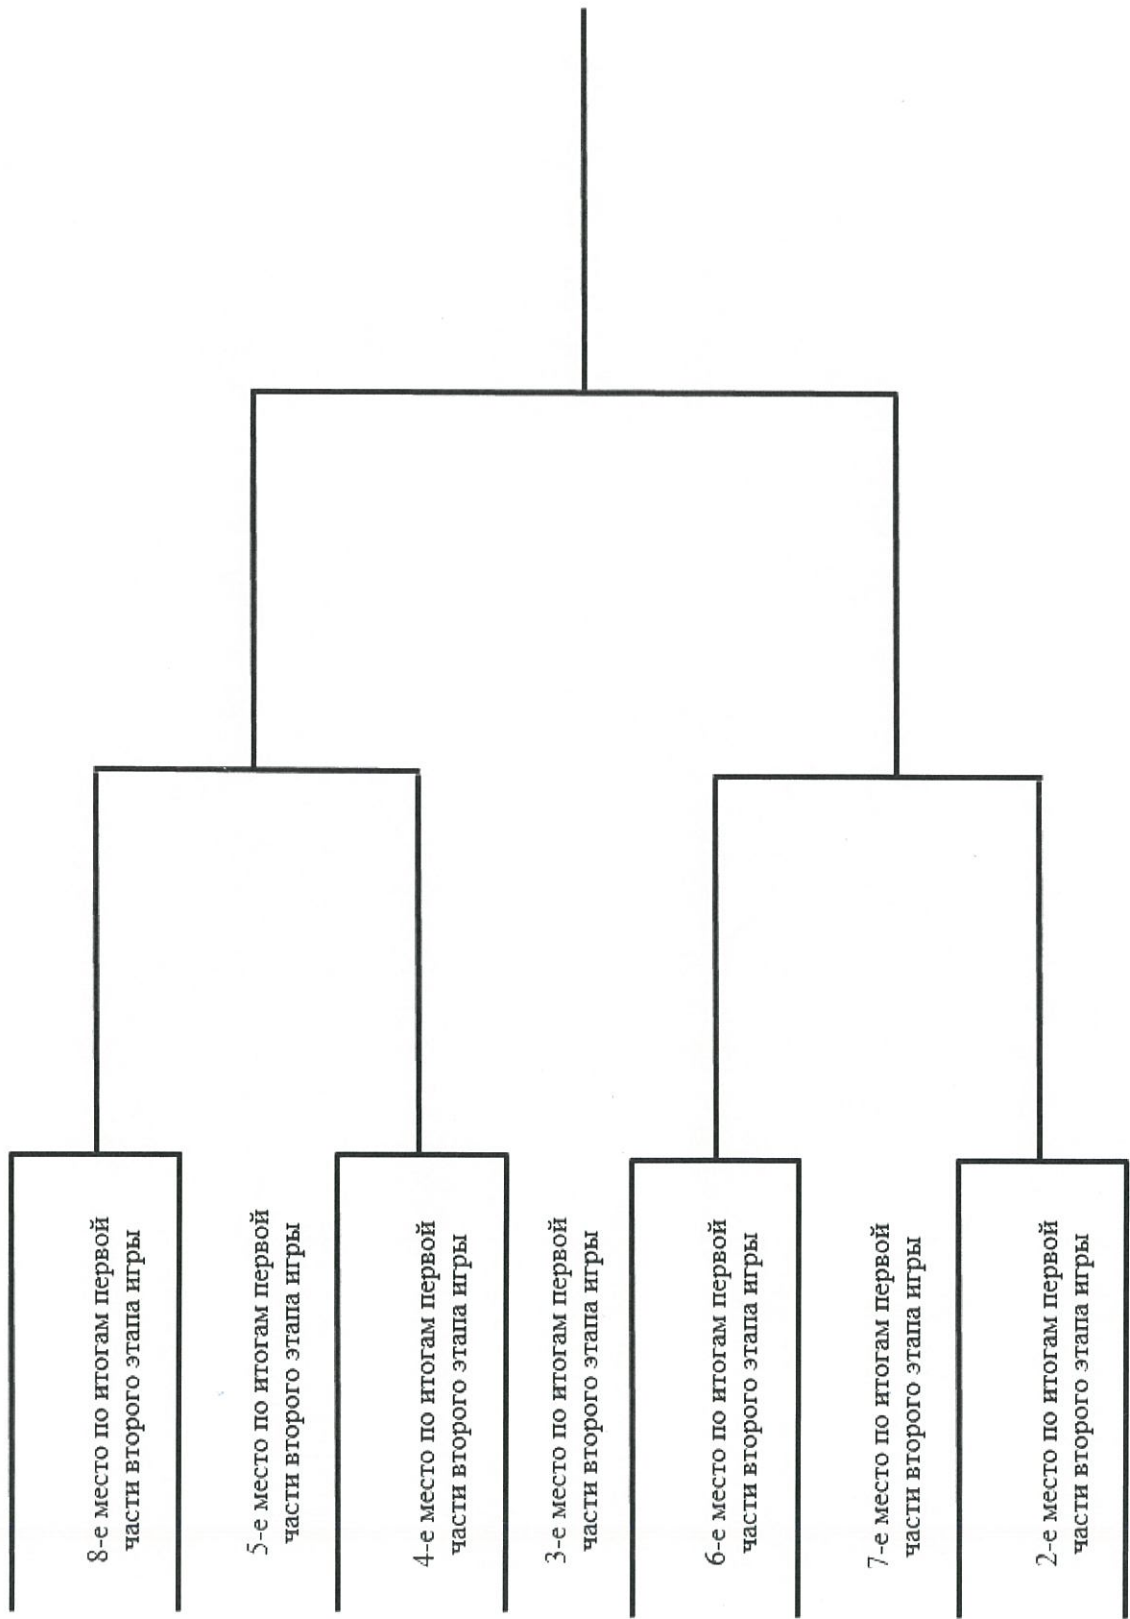 8-е место по итогам первой
части второго этапа игры
5-е место по итогам первой
части второго этапа игры
4-е место по итогам первой
части второго этапа игры
3-е место по итогам первой
части второго этапа игры
6-е место по итогам первой
части второго этапа игры
7-е место по итогам первой
части второго этапа игры
2-е место по итогам первой
части второго этапа игры